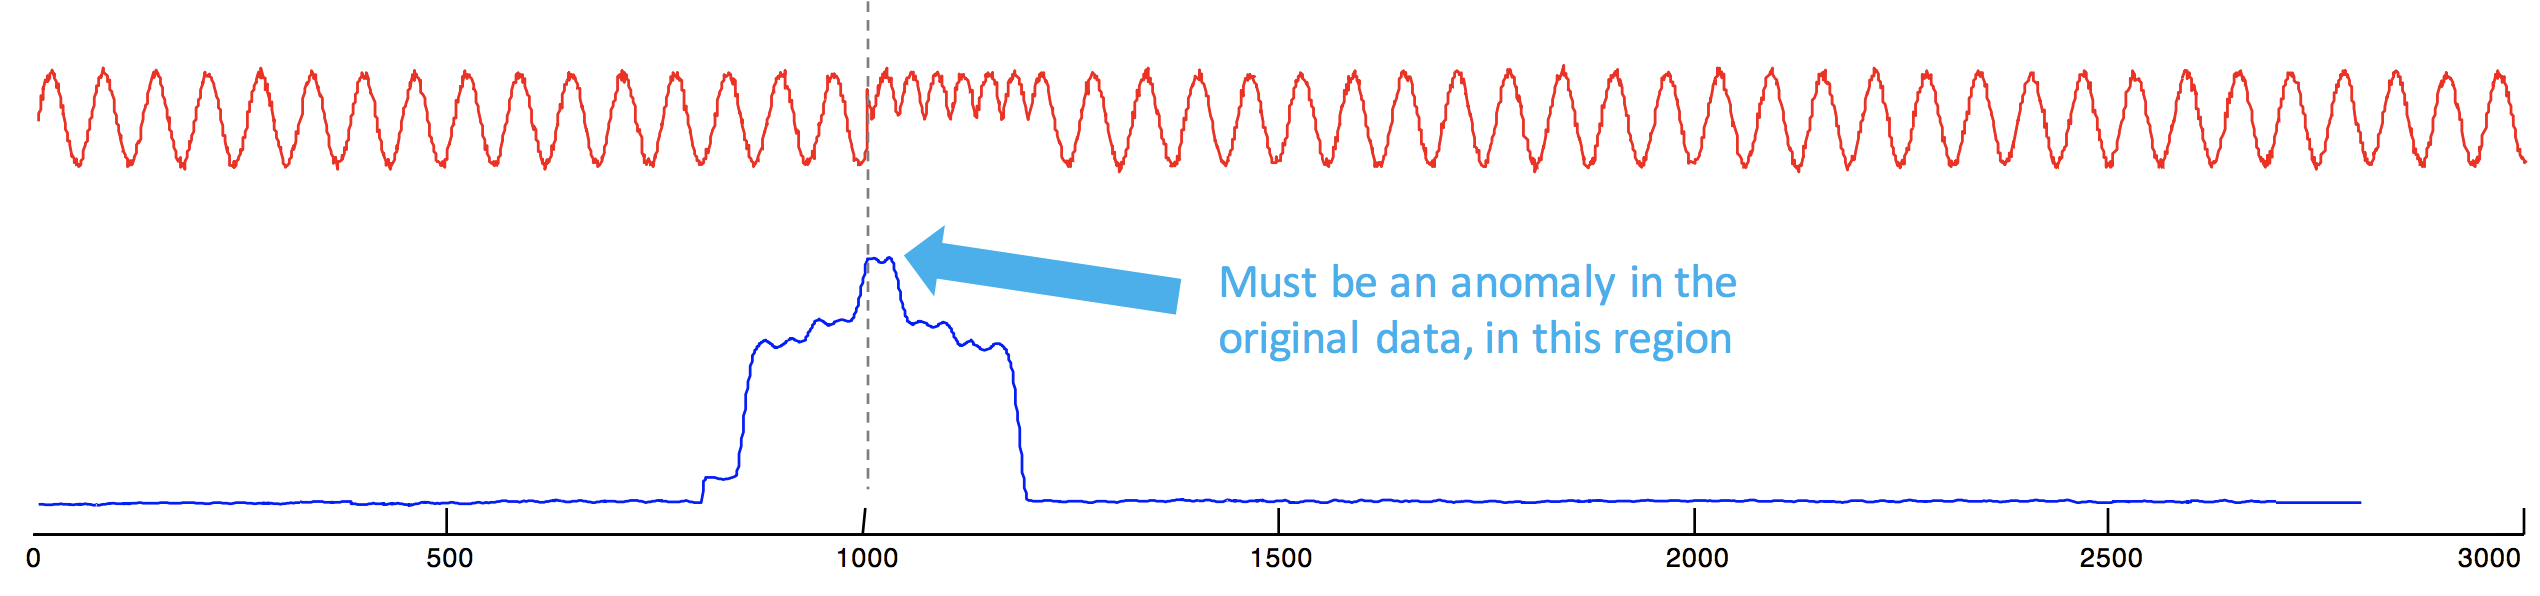 Must be an anomaly in the
original data, in this region
0 500 1000 1500 2000 2500 3000